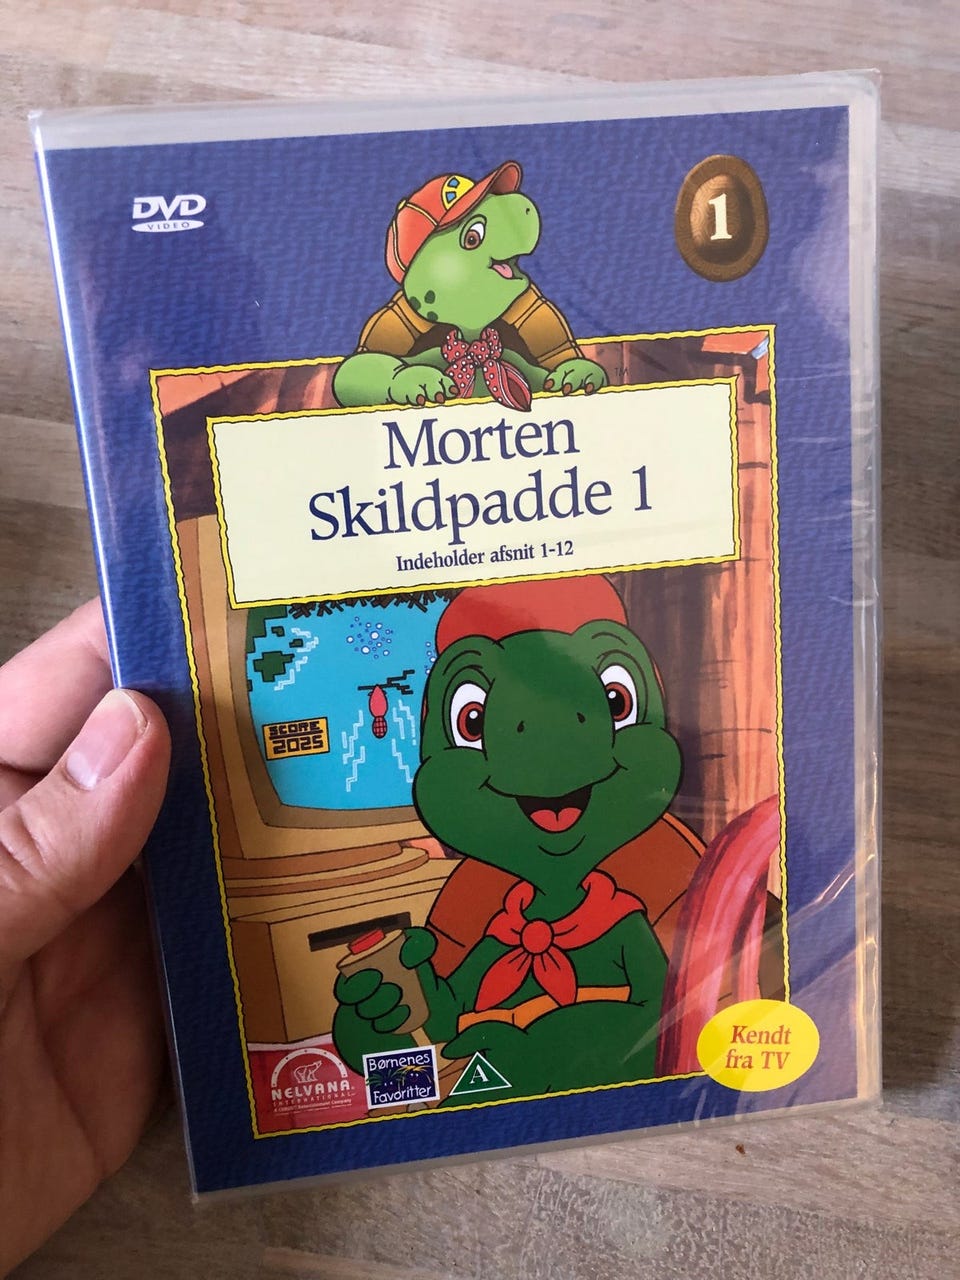 DVD
VIDEO
1
TM
Morten
Skildpadde 1
Indeholder afsnit 1-12
SCORE
2025
Kendt
fra TV
NELVANA
INTERNATIONAL
Børnenes
Favoritter
A